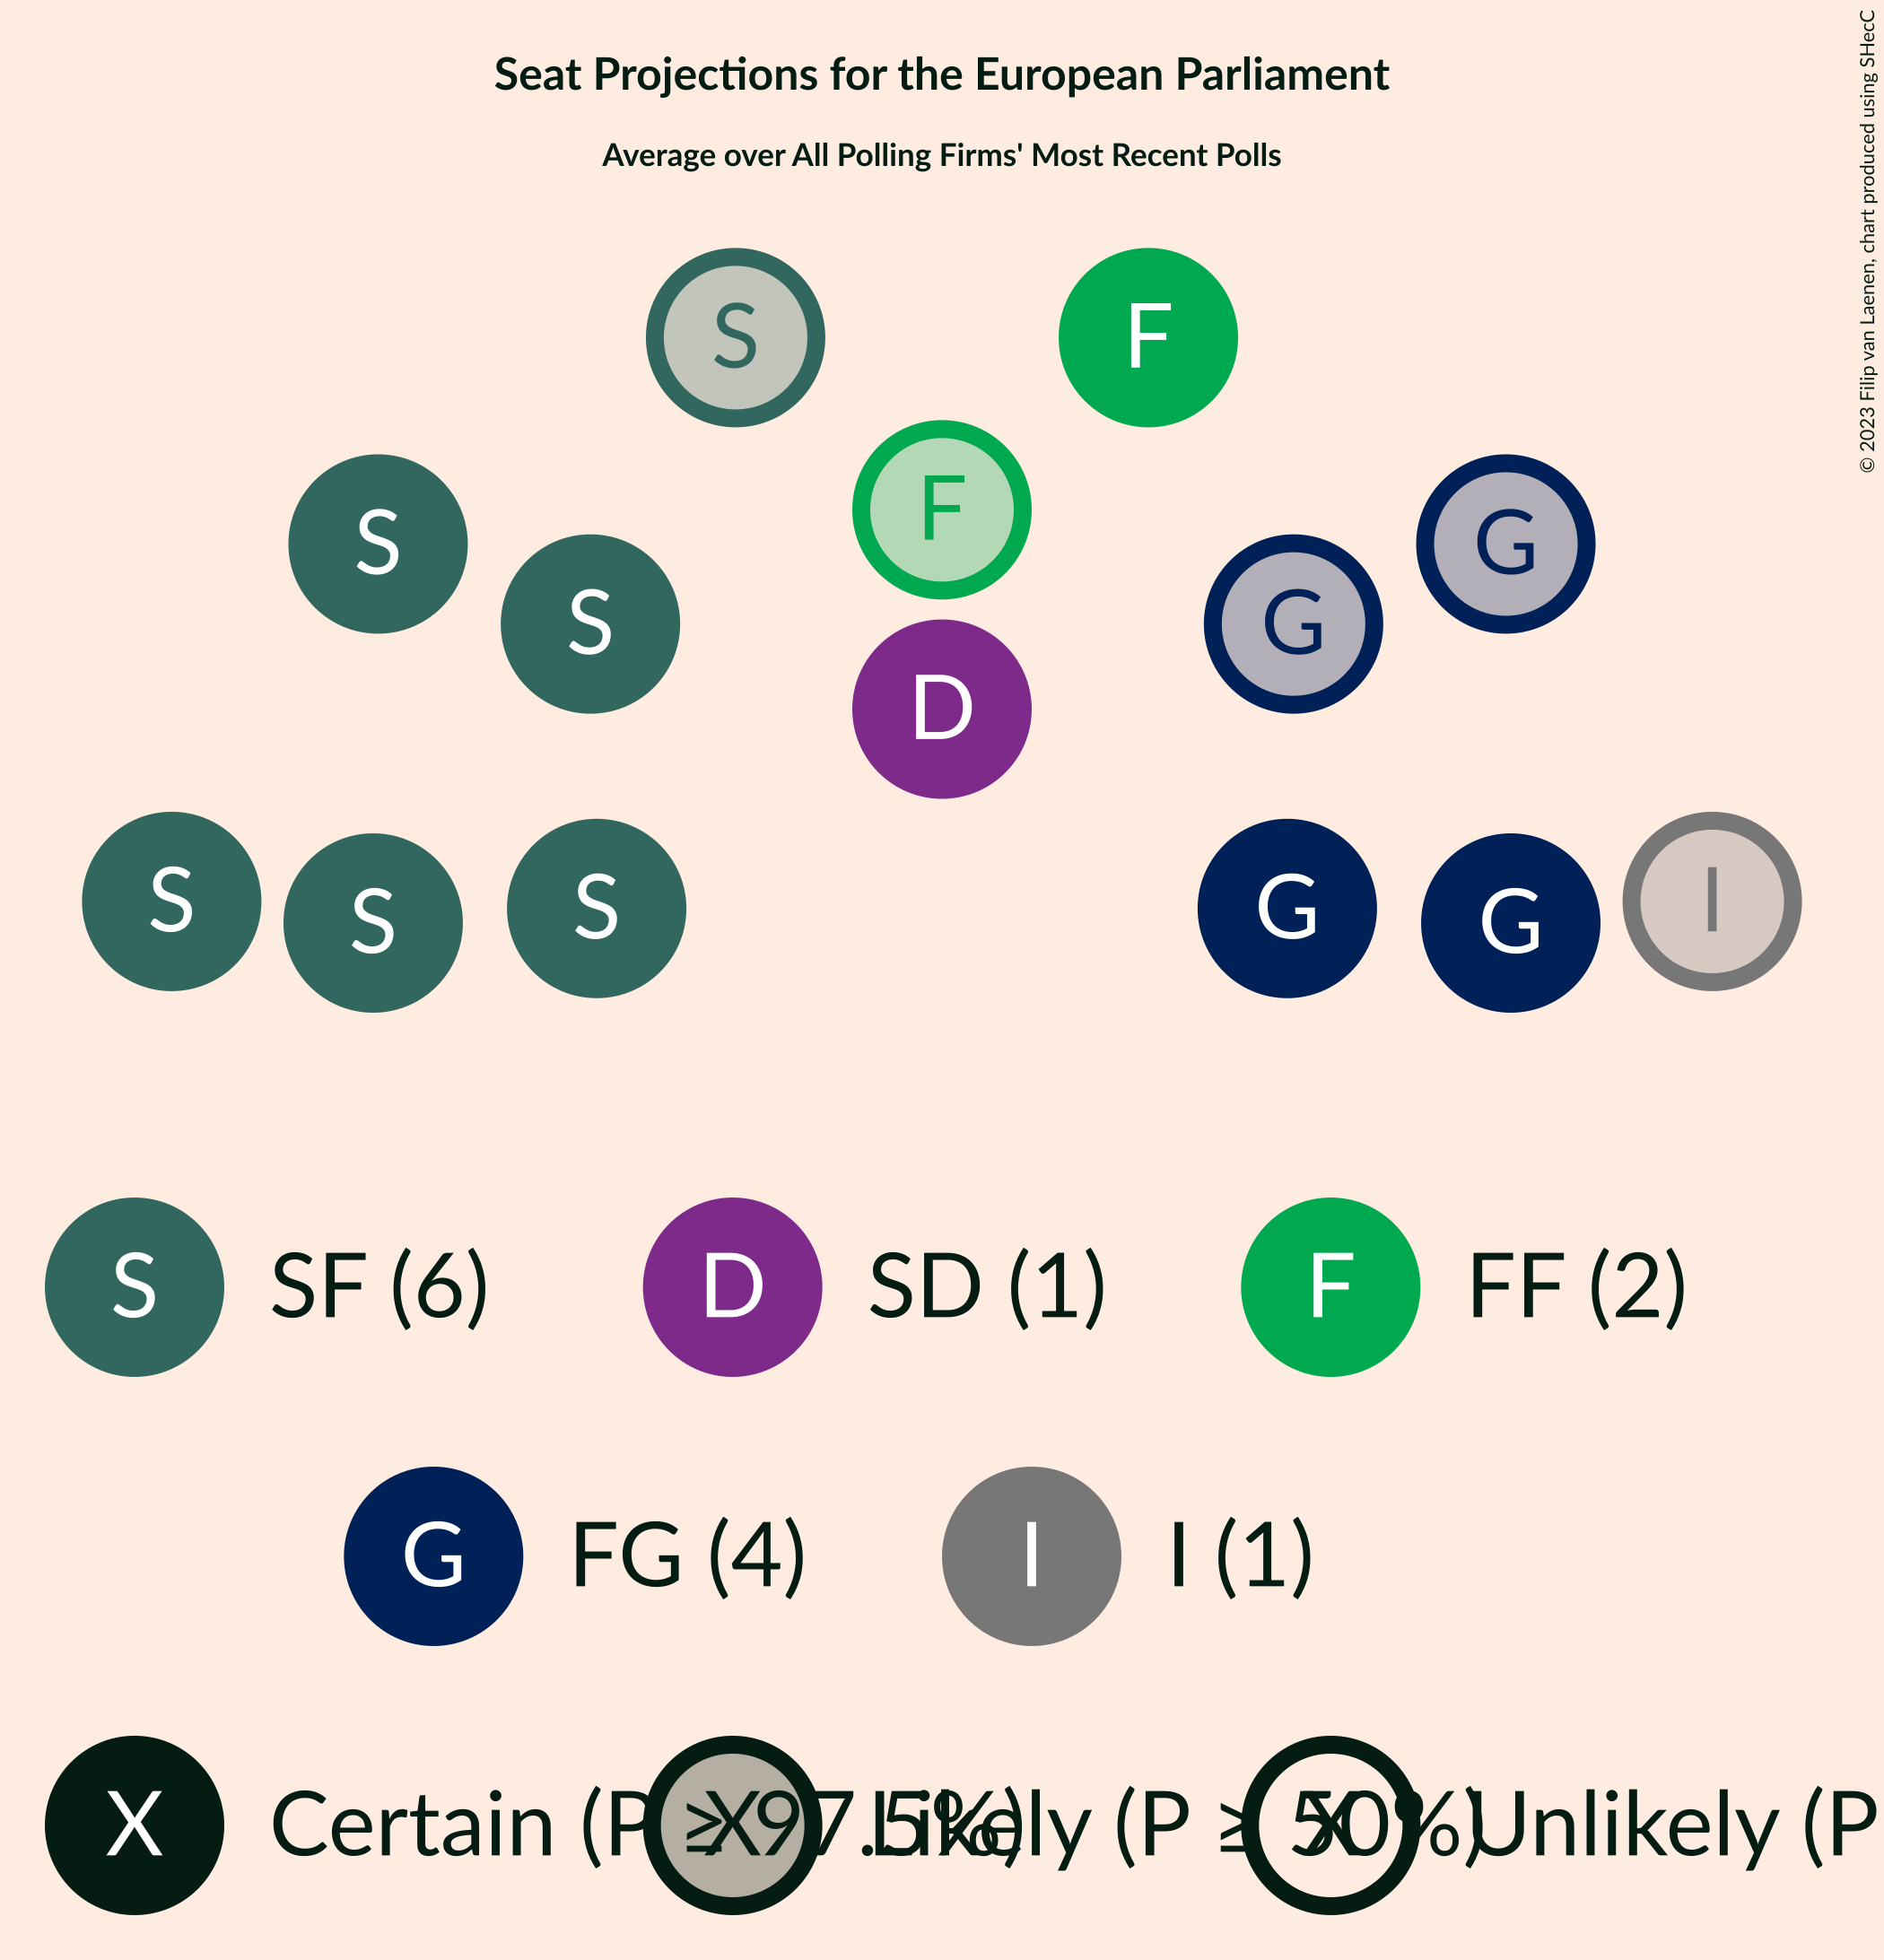 Seat Projections for the European Parliament
Average over All Polling Firms' Most Recent Polls
© 2023 Filip van Laenen, chart produced using SHecC
S F
F
S G
S G
D
S I
S G
S G
S SF (6) D SD (1) F FF (2)
G FG (4) I I (1)
X Certain (P ≥ 97.5%) X Likely (P ≥ 50%) X Unlikely (P